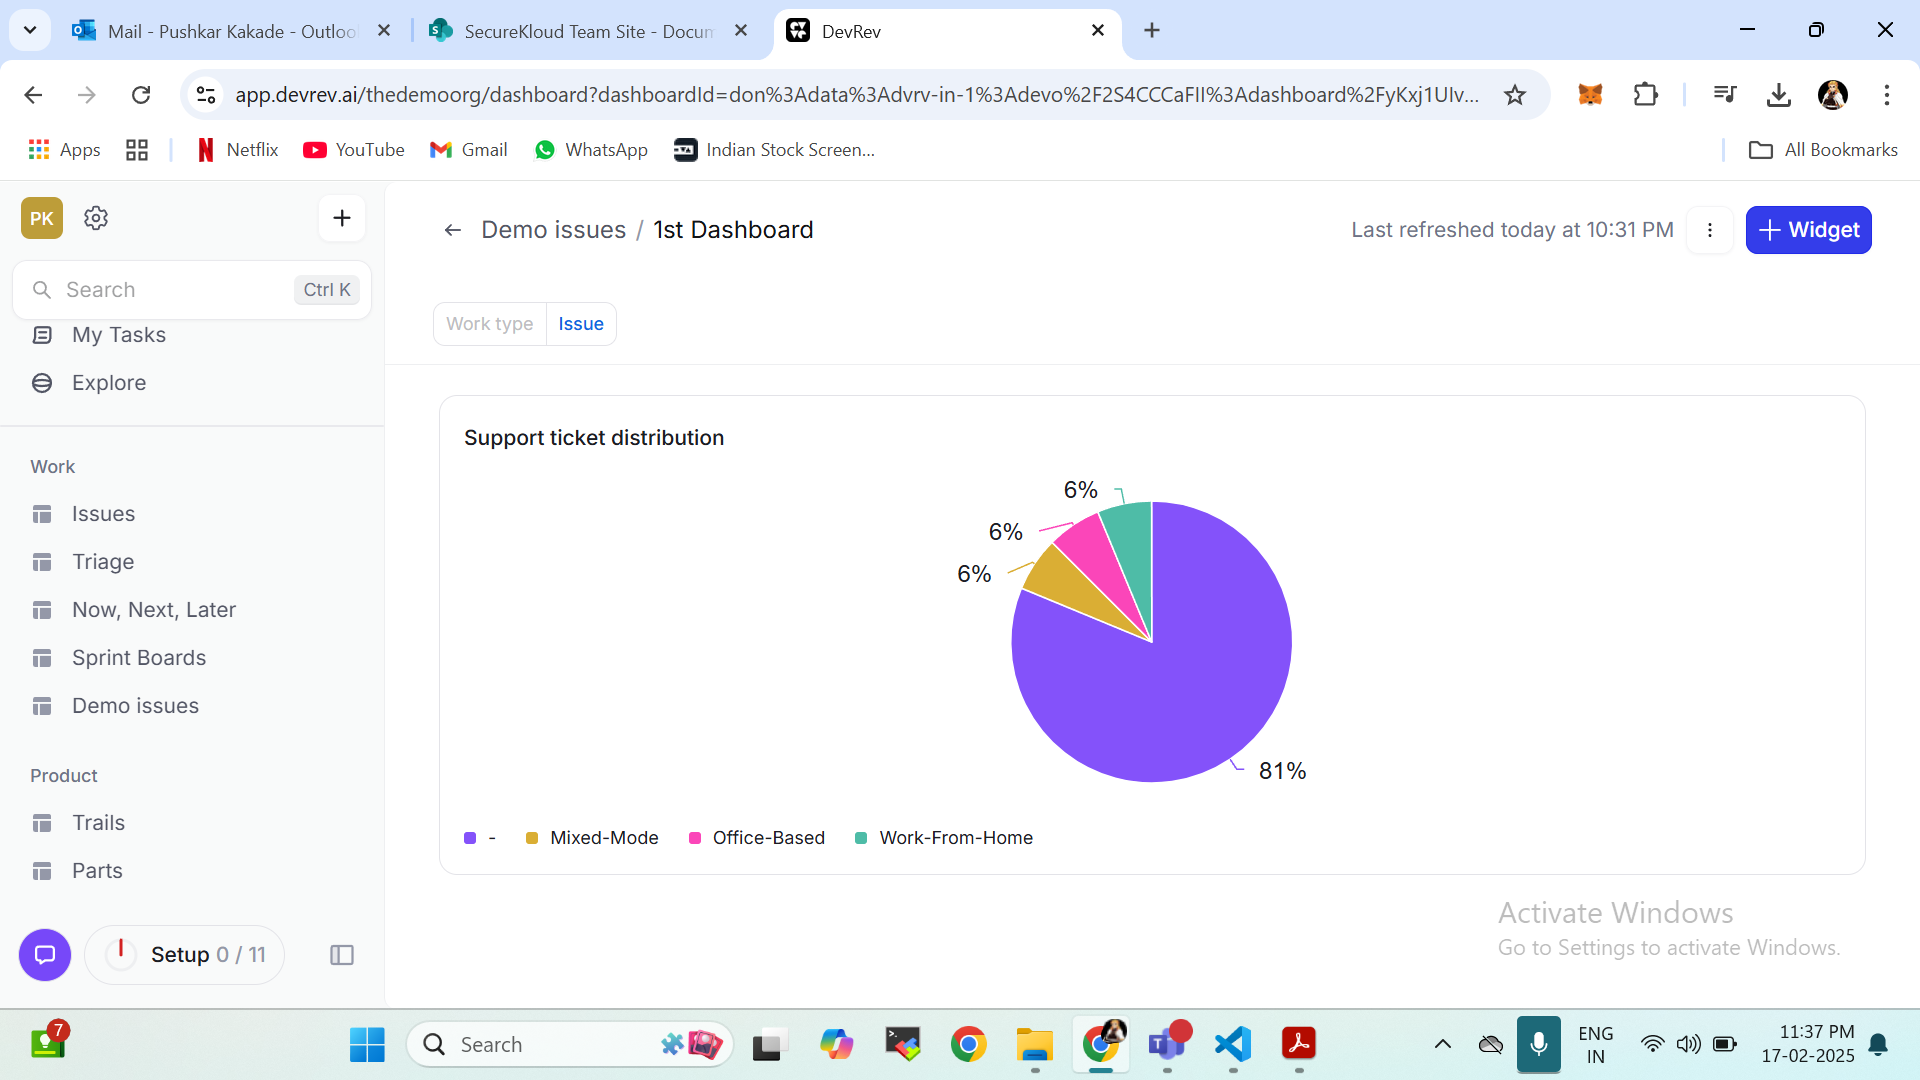 Mail - Pushkar Kakade - Outloo
SecureKloud Team Site - Docum
DevRev
app.devrev.ai/thedemoorg/dashboard?dashboardId=don%3Adata%3Advrv-in-1%3Adevo%2F2S4CCCaFII%3Adashboard%2FyKxj1UIv...
Apps
Netflix
YouTube
Gmail
WhatsApp
Indian Stock Screen...
All Bookmarks
PK
Search
Ctrl K
My Tasks
Explore
Work
Issues
Triage
Now, Next, Later
Sprint Boards
Demo issues
Product
Trails
Parts
Setup 0 / 11
Demo issues / 1st Dashboard
Last refreshed today at 10:31 PM
+ Widget
Work type Issue
Support ticket distribution
6%
6%
6%
81%
- Mixed-Mode Office-Based Work-From-Home
Activate Windows
Go to Settings to activate Windows.
7
Search
ENG
IN
11:37 PM
17-02-2025